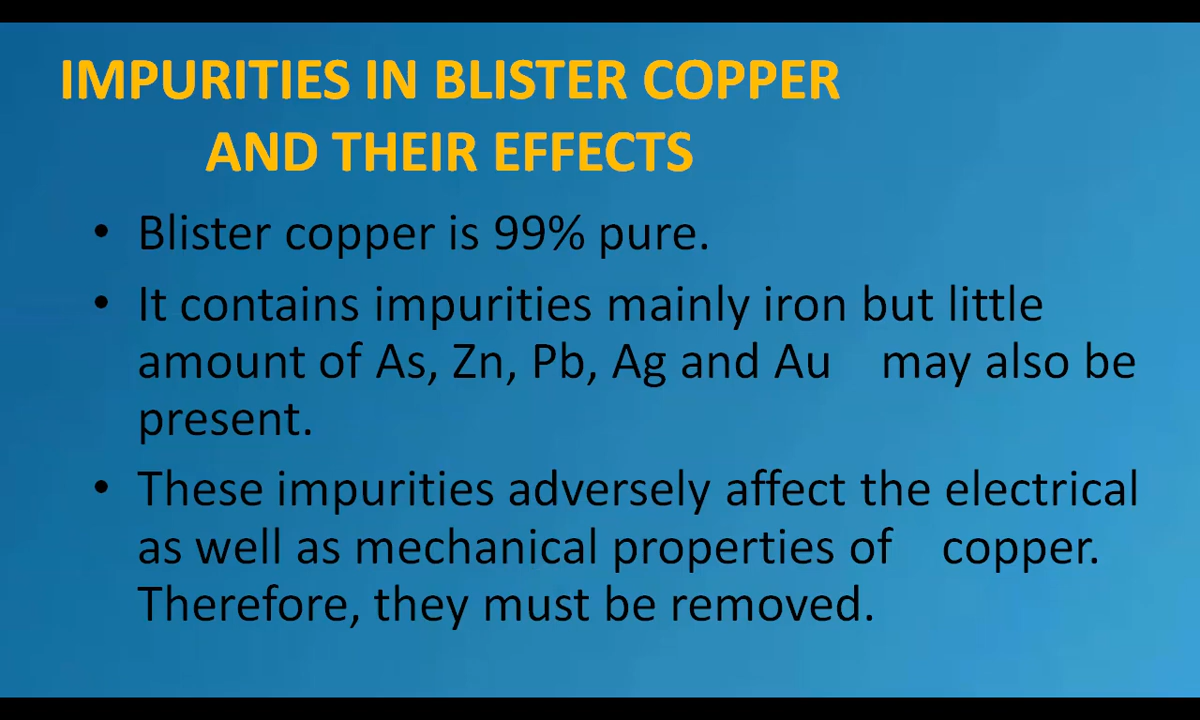 IMPURITIES IN BLISTER COPPER
AND THEIR EFFECTS
• Blister copper is 99% pure.
• It contains impurities mainly iron but little
amount of As, Zn, Pb, Ag and Au may also be
present.
• These impurities adversely affect the electrical
as well as mechanical properties of copper.
Therefore, they must be removed.